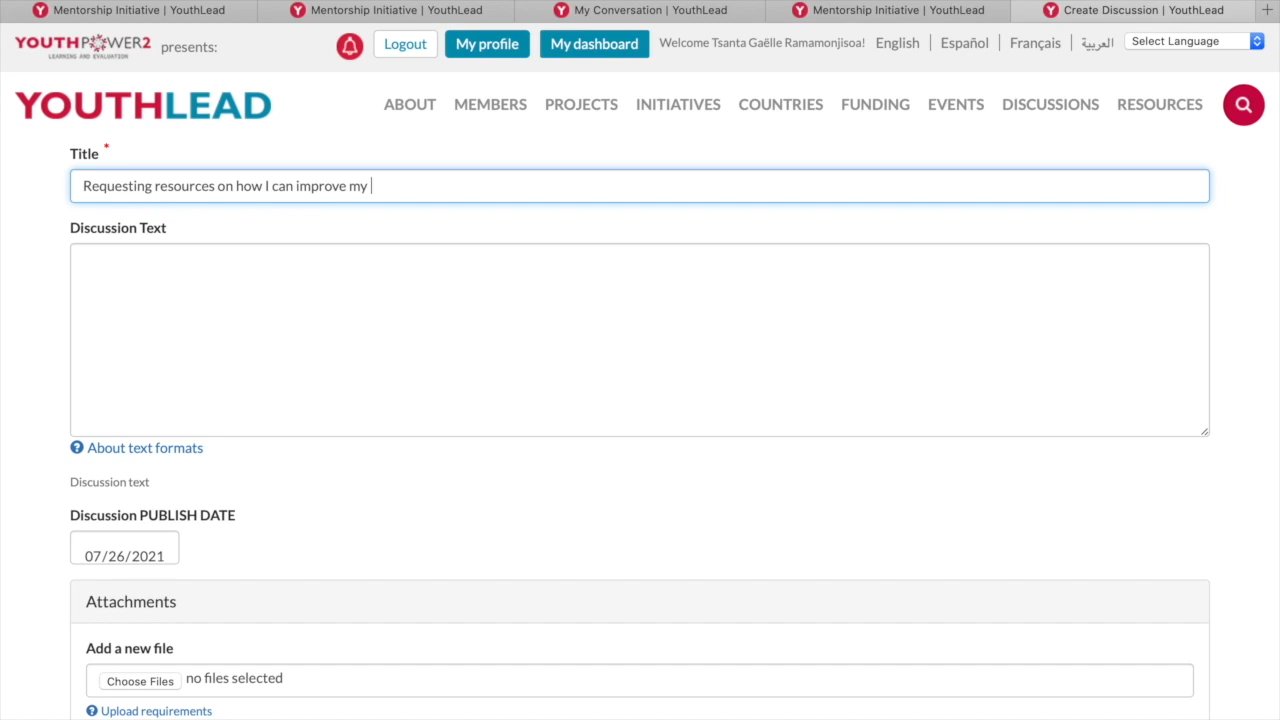 Mentorship Initiative | YouthLead
Mentorship Initiative | YouthLead
My Conversation | YouthLead
Mentorship Initiative | YouthLead
Create Discussion | YouthLead
YOUTHPOWER2
LEARNING AND EVALUATION
presents:
Logout
My profile
My dashboard
Welcome Tsanta Gaëlle Ramamonjisoa!
English
Español
Français
العربية
Select Language
YOUTHLEAD
ABOUT
MEMBERS
PROJECTS
INITIATIVES
COUNTRIES
FUNDING
EVENTS
DISCUSSIONS
RESOURCES
Title *
Requesting resources on how I can improve my
Discussion Text
About text formats
Discussion text
Discussion PUBLISH DATE
07/26/2021
Attachments
Add a new file
Choose Files no files selected
Upload requirements